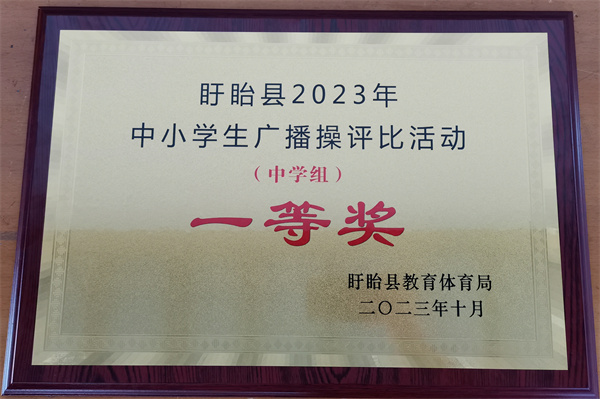 盱眙县2023年
中小学生广播操评比活动
（中学组）
一等奖
盱眙县教育体育局
二〇二三年十月